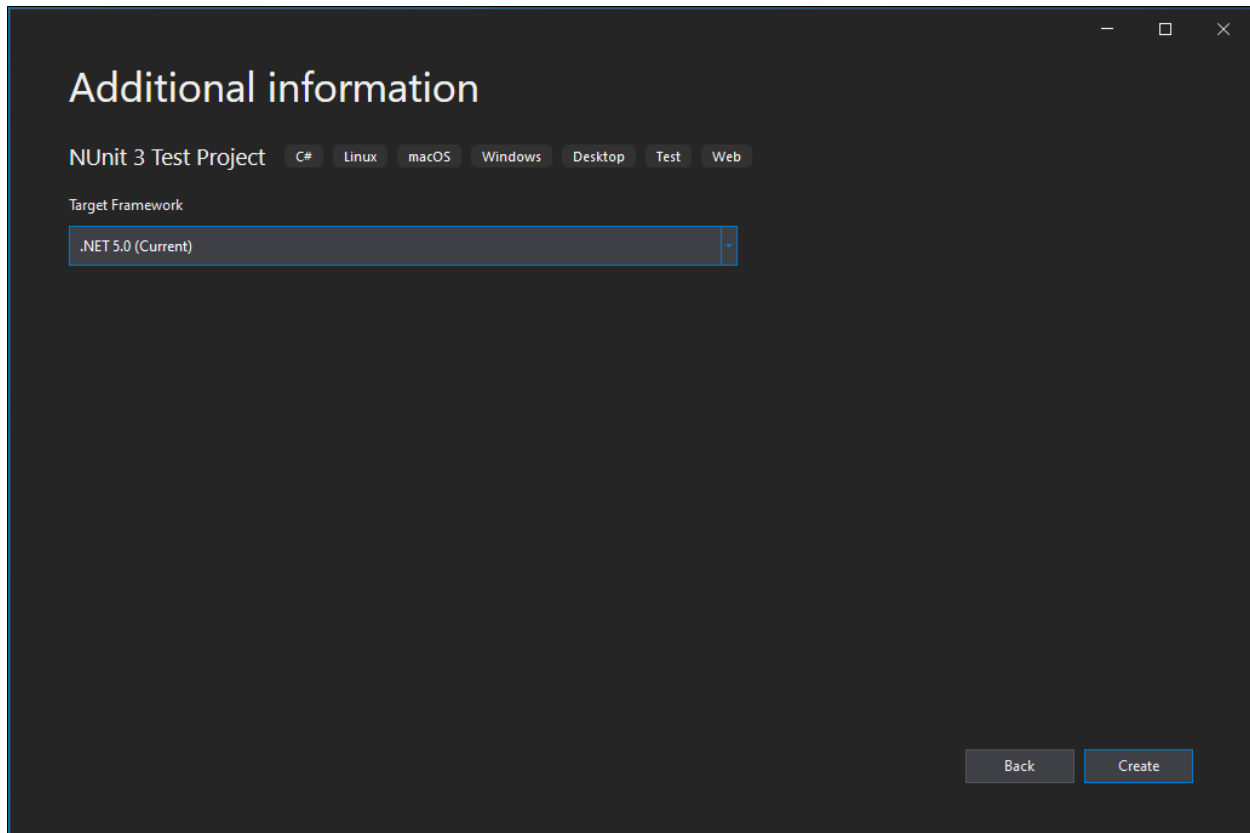 Additional information
NUnit 3 Test Project C# Linux macOS Windows Desktop Test Web
Target Framework
.NET 5.0 (Current)
Back Create